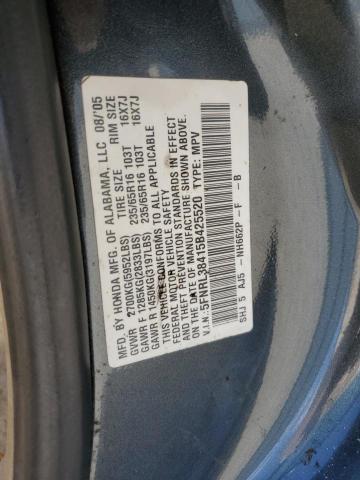 MFD. BY HONDA MFG. OF ALABAMA, LLC 08/'05
TIRE SIZE RIM SIZE
GVWR 2700KG(5952LBS)
GAWR F 1285KG(2833LBS) 235/65R16 103T 16X7J
GAWR R 1450KG(3197LBS) 235/65R16 103T 16X7J
THIS VEHICLE CONFORMS TO ALL APPLICABLE
FEDERAL MOTOR VEHICLE SAFETY
AND THEFT PREVENTION STANDARDS IN EFFECT
ON THE DATE OF MANUFACTURE SHOWN ABOVE.
V.I.N.: 5FNRL38415B425520 TYPE: MPV
SHJ 5 AJ5 - NH662P - F - B